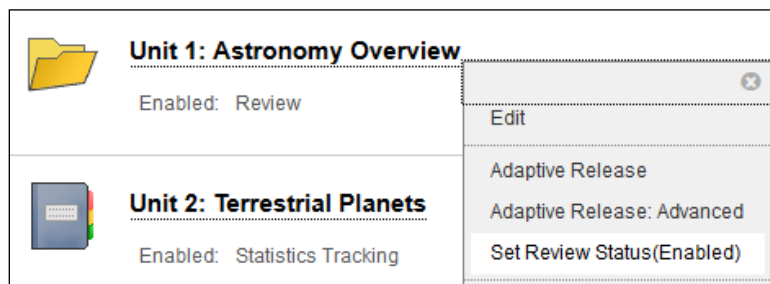 Unit 1: Astronomy Overview
Enabled: Review
Edit
Adaptive Release
Adaptive Release: Advanced
Set Review Status(Enabled)
Unit 2: Terrestrial Planets
Enabled: Statistics Tracking